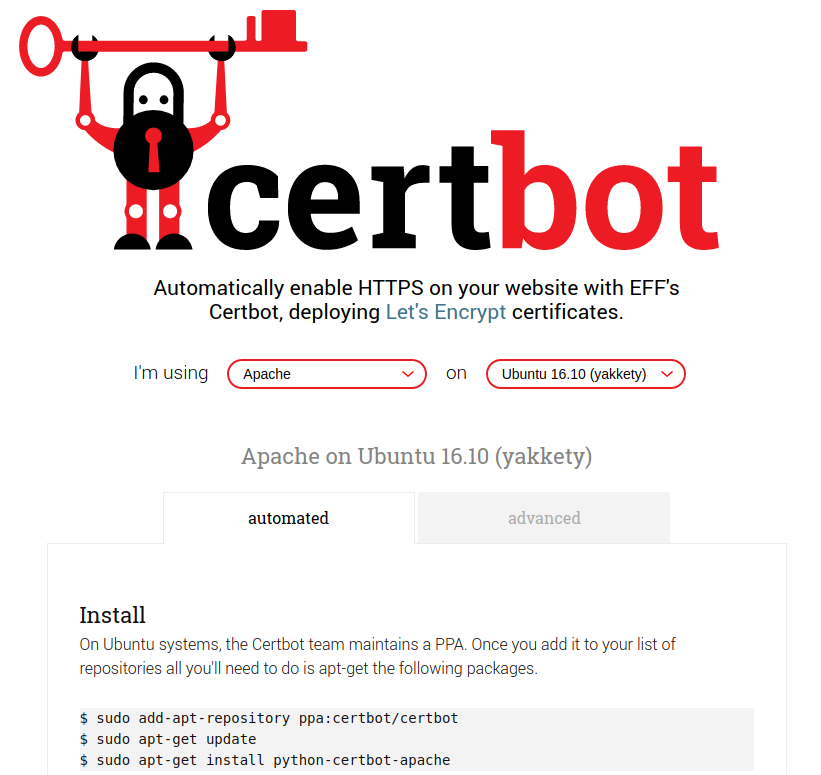 certbot
Automatically enable HTTPS on your website with EFF's
Certbot, deploying Let's Encrypt certificates.
I'm using Apache on Ubuntu 16.10 (yakkety)
Apache on Ubuntu 16.10 (yakkety)
automated advanced
Install
On Ubuntu systems, the Certbot team maintains a PPA. Once you add it to your list of
repositories all you'll need to do is apt-get the following packages.
$ sudo add-apt-repository ppa:certbot/certbot
$ sudo apt-get update
$ sudo apt-get install python-certbot-apache